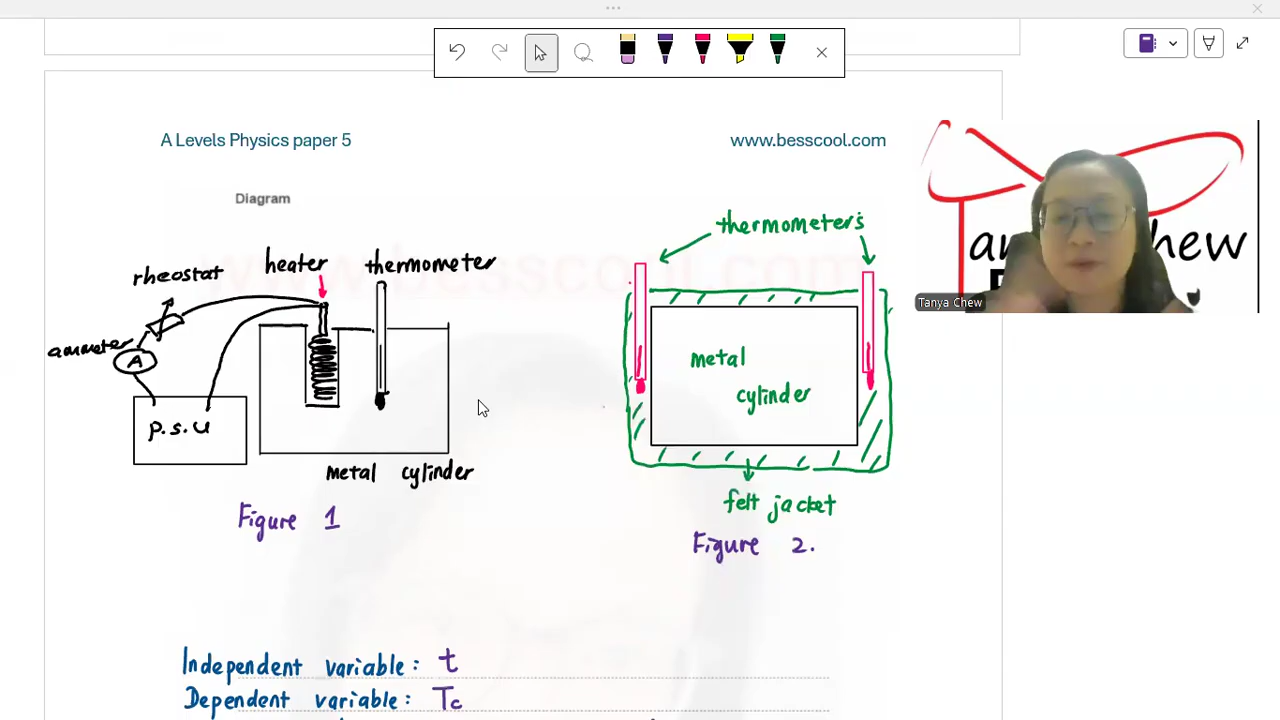 A Levels Physics paper 5
www.besscool.com
Diagram
thermometers
rheostat
heater
thermometer
ammeter
A
p.s.u
metal cylinder
Figure 1
metal
cylinder
felt jacket
Figure 2.
Tanya Chew
Independent variable: t
Dependent variable: Tc